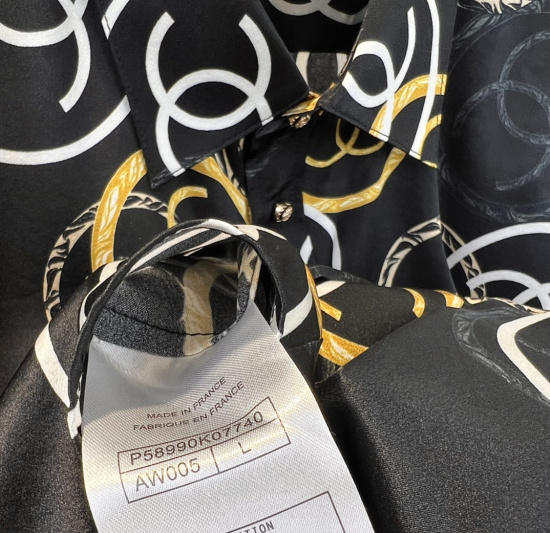 MADE IN FRANCE
FABRIQUE EN FRANCE
P58990K07740
AW005 L